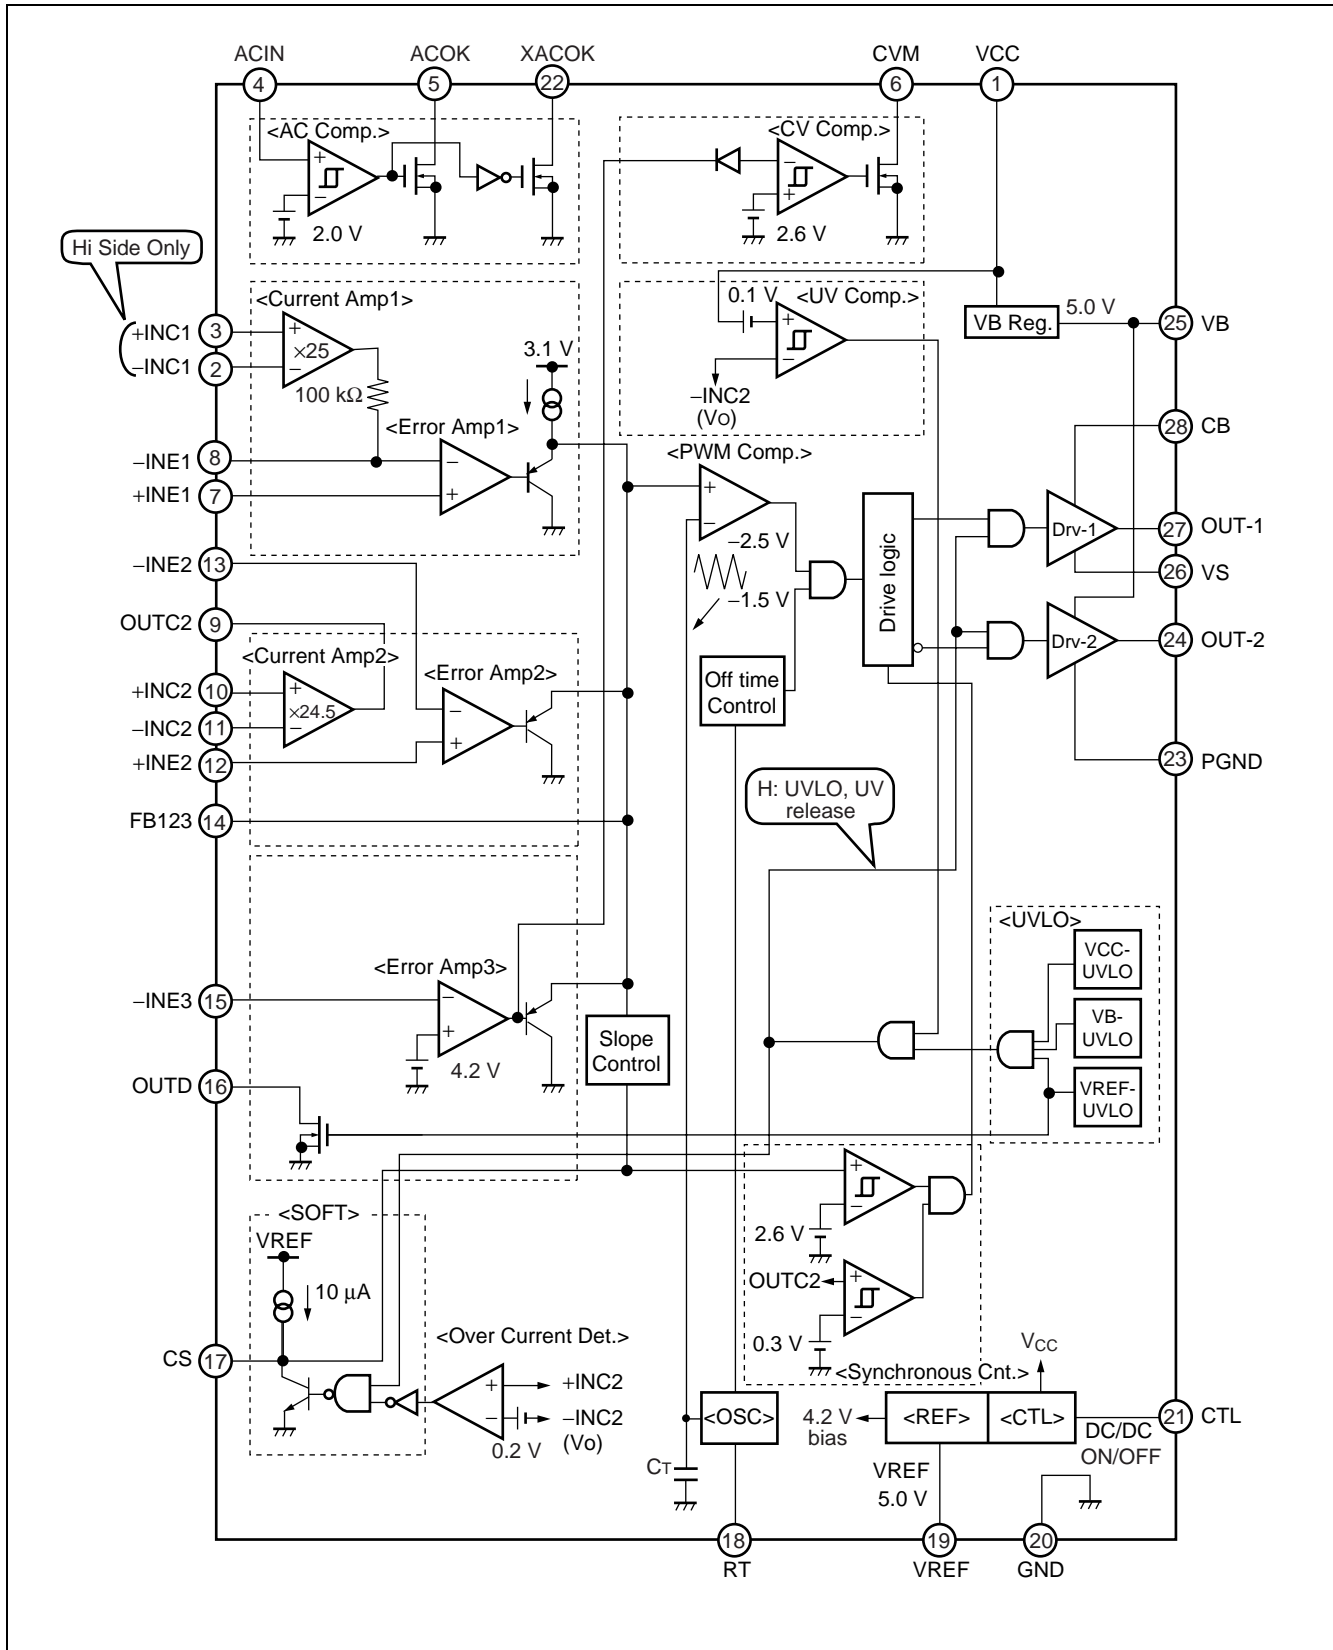 ACIN
ACOK
XACOK
CVM
VCC
4
5
22
6
1
<AC Comp.>
+
−
2.0 V
<CV Comp.>
−
+
2.6 V
Hi Side Only
<Current Amp1>
+INC1
3
+
×25
−
−INC1
2
100 kΩ
3.1 V
<UV Comp.>
0.1 V
+
−
−INC2
(Vo)
VB Reg.
5.0 V
25
VB
<Error Amp1>
−INE1
8
−
+INE1
7
+
<PWM Comp.>
+
−
−2.5 V
−1.5 V
Drive logic
28
CB
Drv-1
27
OUT-1
26
VS
−INE2
13
OUTC2
9
Drv-2
24
OUT-2
<Current Amp2>
+INC2
10
+
×24.5
−
−INC2
11
+INE2
12
<Error Amp2>
−
+
Off time
Control
23
PGND
FB123
14
H: UVLO, UV
release
<UVLO>
VCC-
UVLO
VB-
UVLO
VREF-
UVLO
<Error Amp3>
−INE3
15
−
+
4.2 V
Slope
Control
OUTD
16
+
−
2.6 V
OUTC2
+
−
0.3 V
<Synchronous Cnt.>
<SOFT>
VREF
10 μA
CS
17
<Over Current Det.>
+
+INC2
−
−INC2
(Vo)
0.2 V
VCC
<OSC>
4.2 V
bias
<REF>
<CTL>
21
CTL
DC/DC
ON/OFF
CT
VREF
5.0 V
18
19
20
RT
VREF
GND